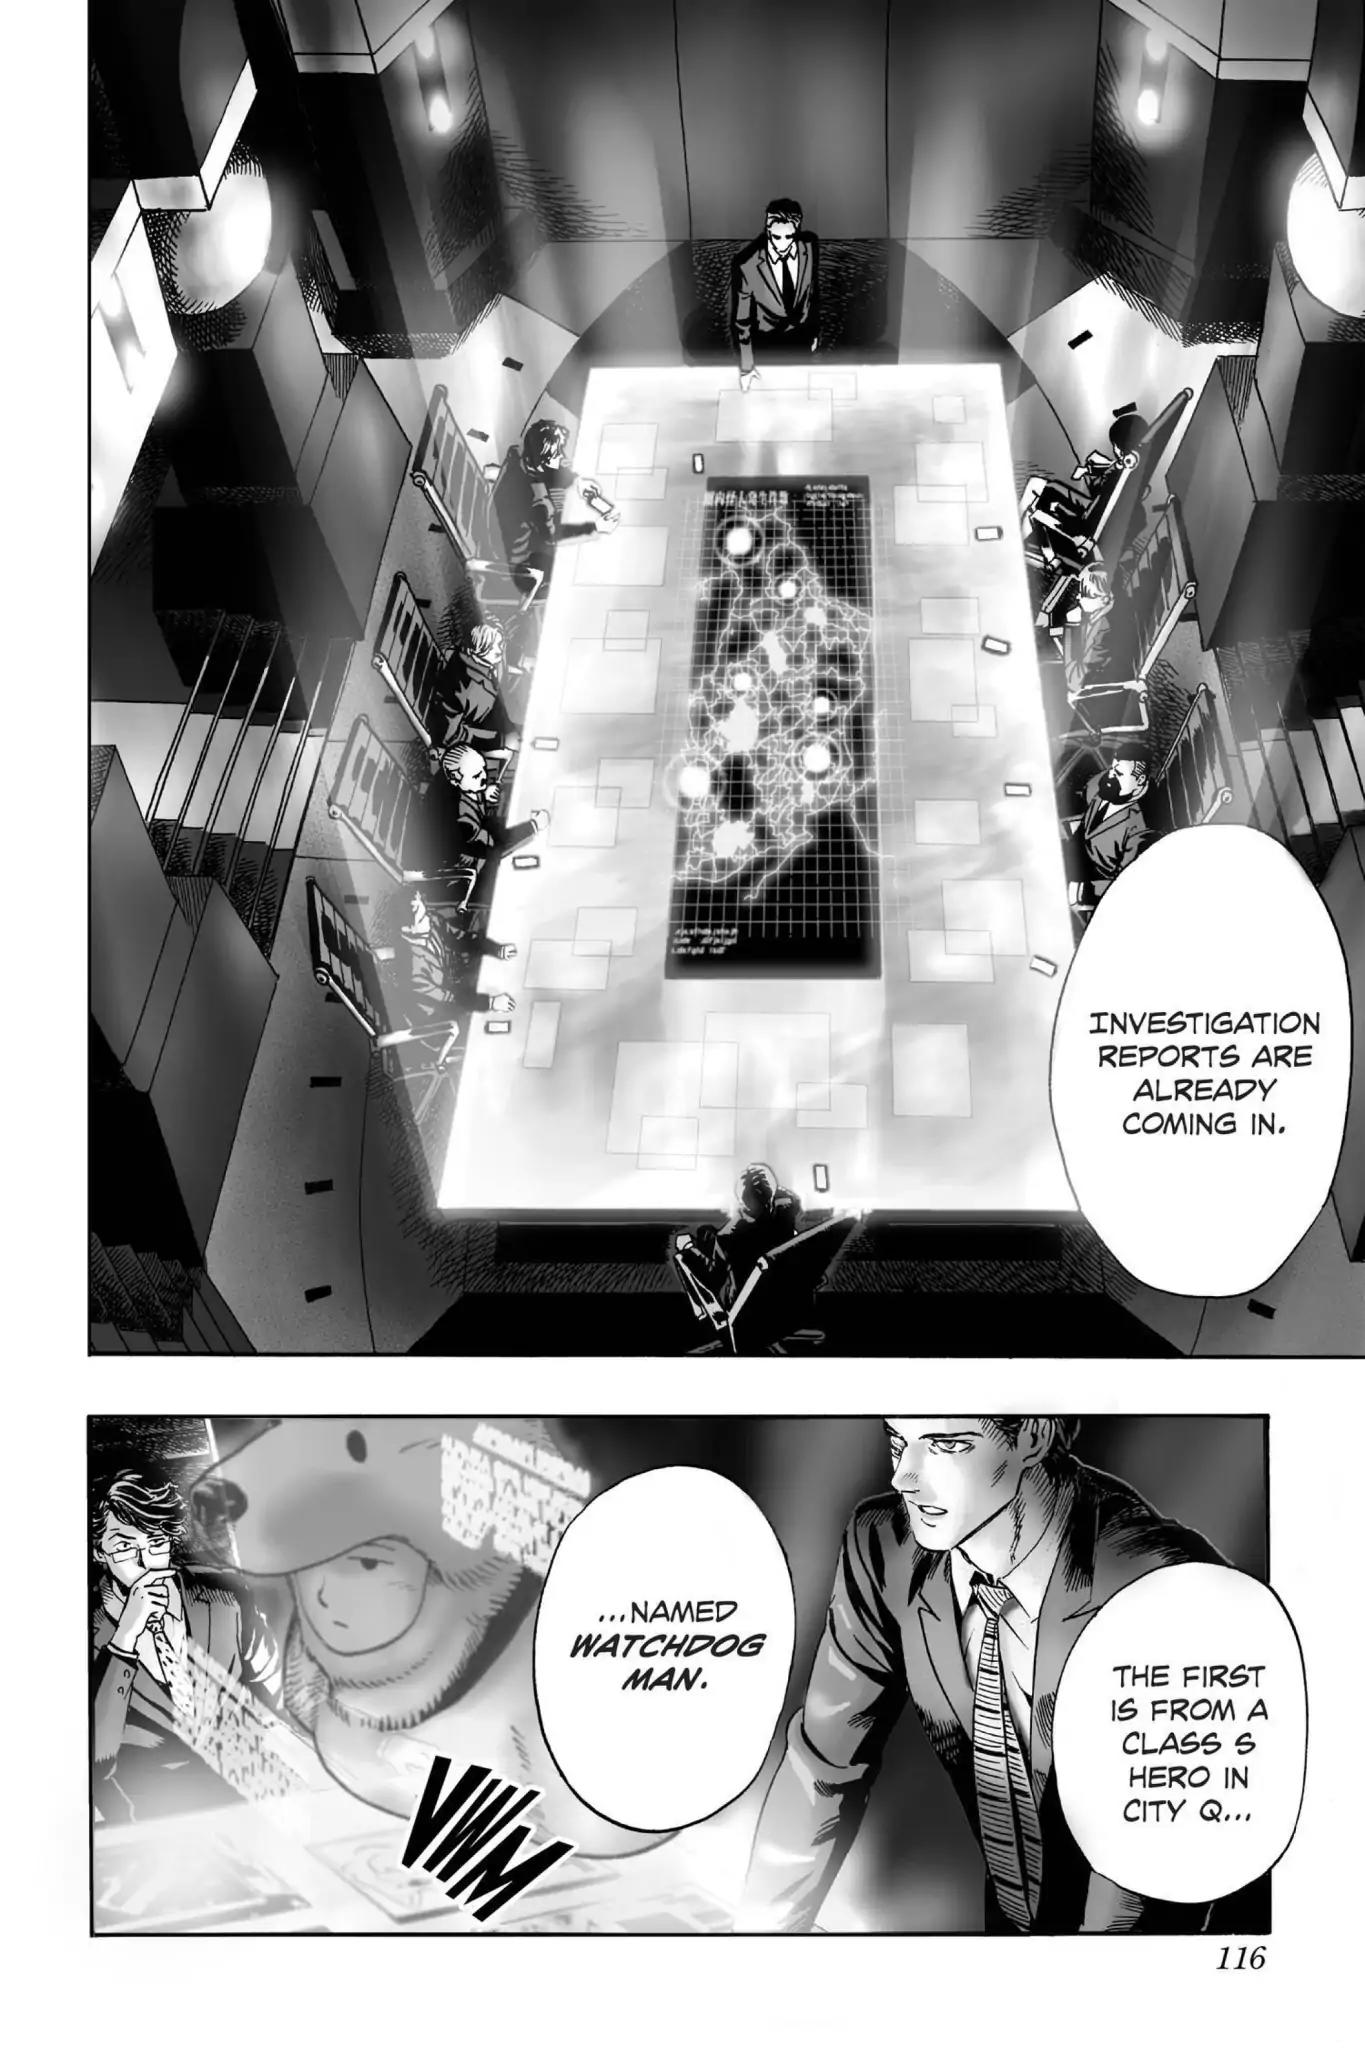 INVESTIGATION
REPORTS ARE
ALREADY
COMING IN.
THE FIRST
IS FROM A
CLASS S
HERO IN
CITY Q...
...NAMED
WATCHDOG
MAN.
VWM
116